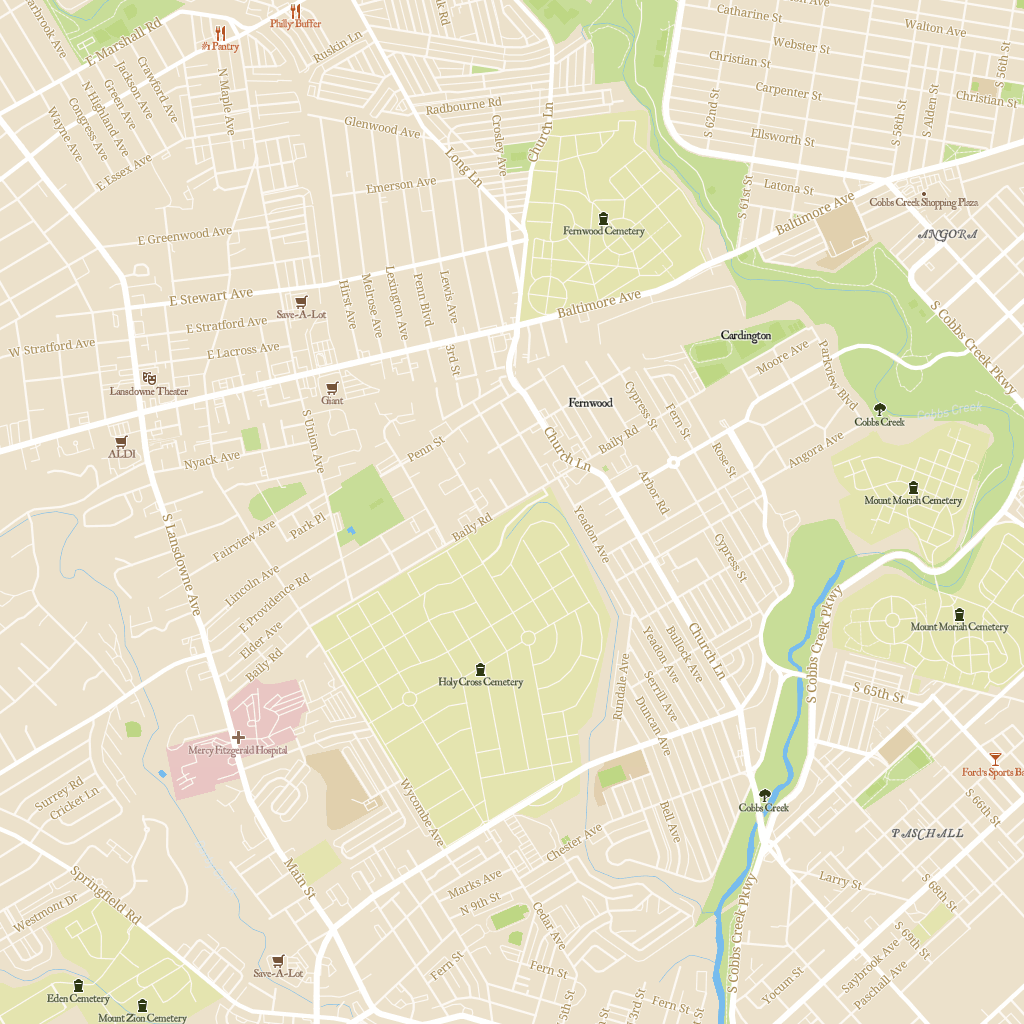 Philly Buffer
#1 Pantry
E Marshall Rd
Ruskin Ln
Catharine St
Walton Ave
Webster St
Christian St
S 56th St
Carpenter St
Christian St
S 62nd St
Ellsworth St
S 58th St
S Alden St
Latona St
S 61st St
Crawford Ave
Jackson Ave
Green Ave
N Highland Ave
Congress Ave
Wayne Ave
N Maple Ave
E Essex Ave
Radbourne Rd
Glenwood Ave
Crosley Ave
Church Ln
Long Ln
Emerson Ave
Baltimore Ave
Cobbs Creek Shopping Plaza
ANGORA
Fernwood Cemetery
E Greenwood Ave
E Stewart Ave
Save-A-Lot
E Stratford Ave
W Stratford Ave
E Lacross Ave
Hirst Ave
Melrose Ave
Lexington Ave
Penn Blvd
Lewis Ave
3rd St
Baltimore Ave
Cardington
Moore Ave
Parkview Blvd
S Cobbs Creek Pkwy
Lansdowne Theater
Giant
Fernwood
Cypress St
Fern St
Cobbs Creek
Cobbs Creek
ALDI
S Union Ave
Nyack Ave
Penn St
Church Ln
Baily Rd
Rose St
Angora Ave
Arbor Rd
Mount Moriah Cemetery
S Lansdowne Ave
Fairview Ave
Park Pl
Baily Rd
Yeadon Ave
Cypress St
Lincoln Ave
E Providence Rd
Elder Ave
Baily Rd
Church Ln
Bullock Ave
Yeadon Ave
Serrill Ave
Duncan Ave
Rundale Ave
S Cobbs Creek Pkwy
Mount Moriah Cemetery
S 65th St
Holy Cross Cemetery
Mercy Fitzgerald Hospital
Surrey Rd
Cricket Ln
Wycombe Ave
Bell Ave
Cobbs Creek
Ford's Sports Ba
S 66th St
PASCHALL
Chester Ave
Main St
Springfield Rd
Westmont Dr
Marks Ave
N 9th St
Cedar Ave
Larry St
S 68th St
S 69th St
S Cobbs Creek Pkwy
Saybrook Ave
Paschall Ave
Yocum St
Save-A-Lot
Fern St
Fern St
Fern St
Eden Cemetery
Mount Zion Cemetery